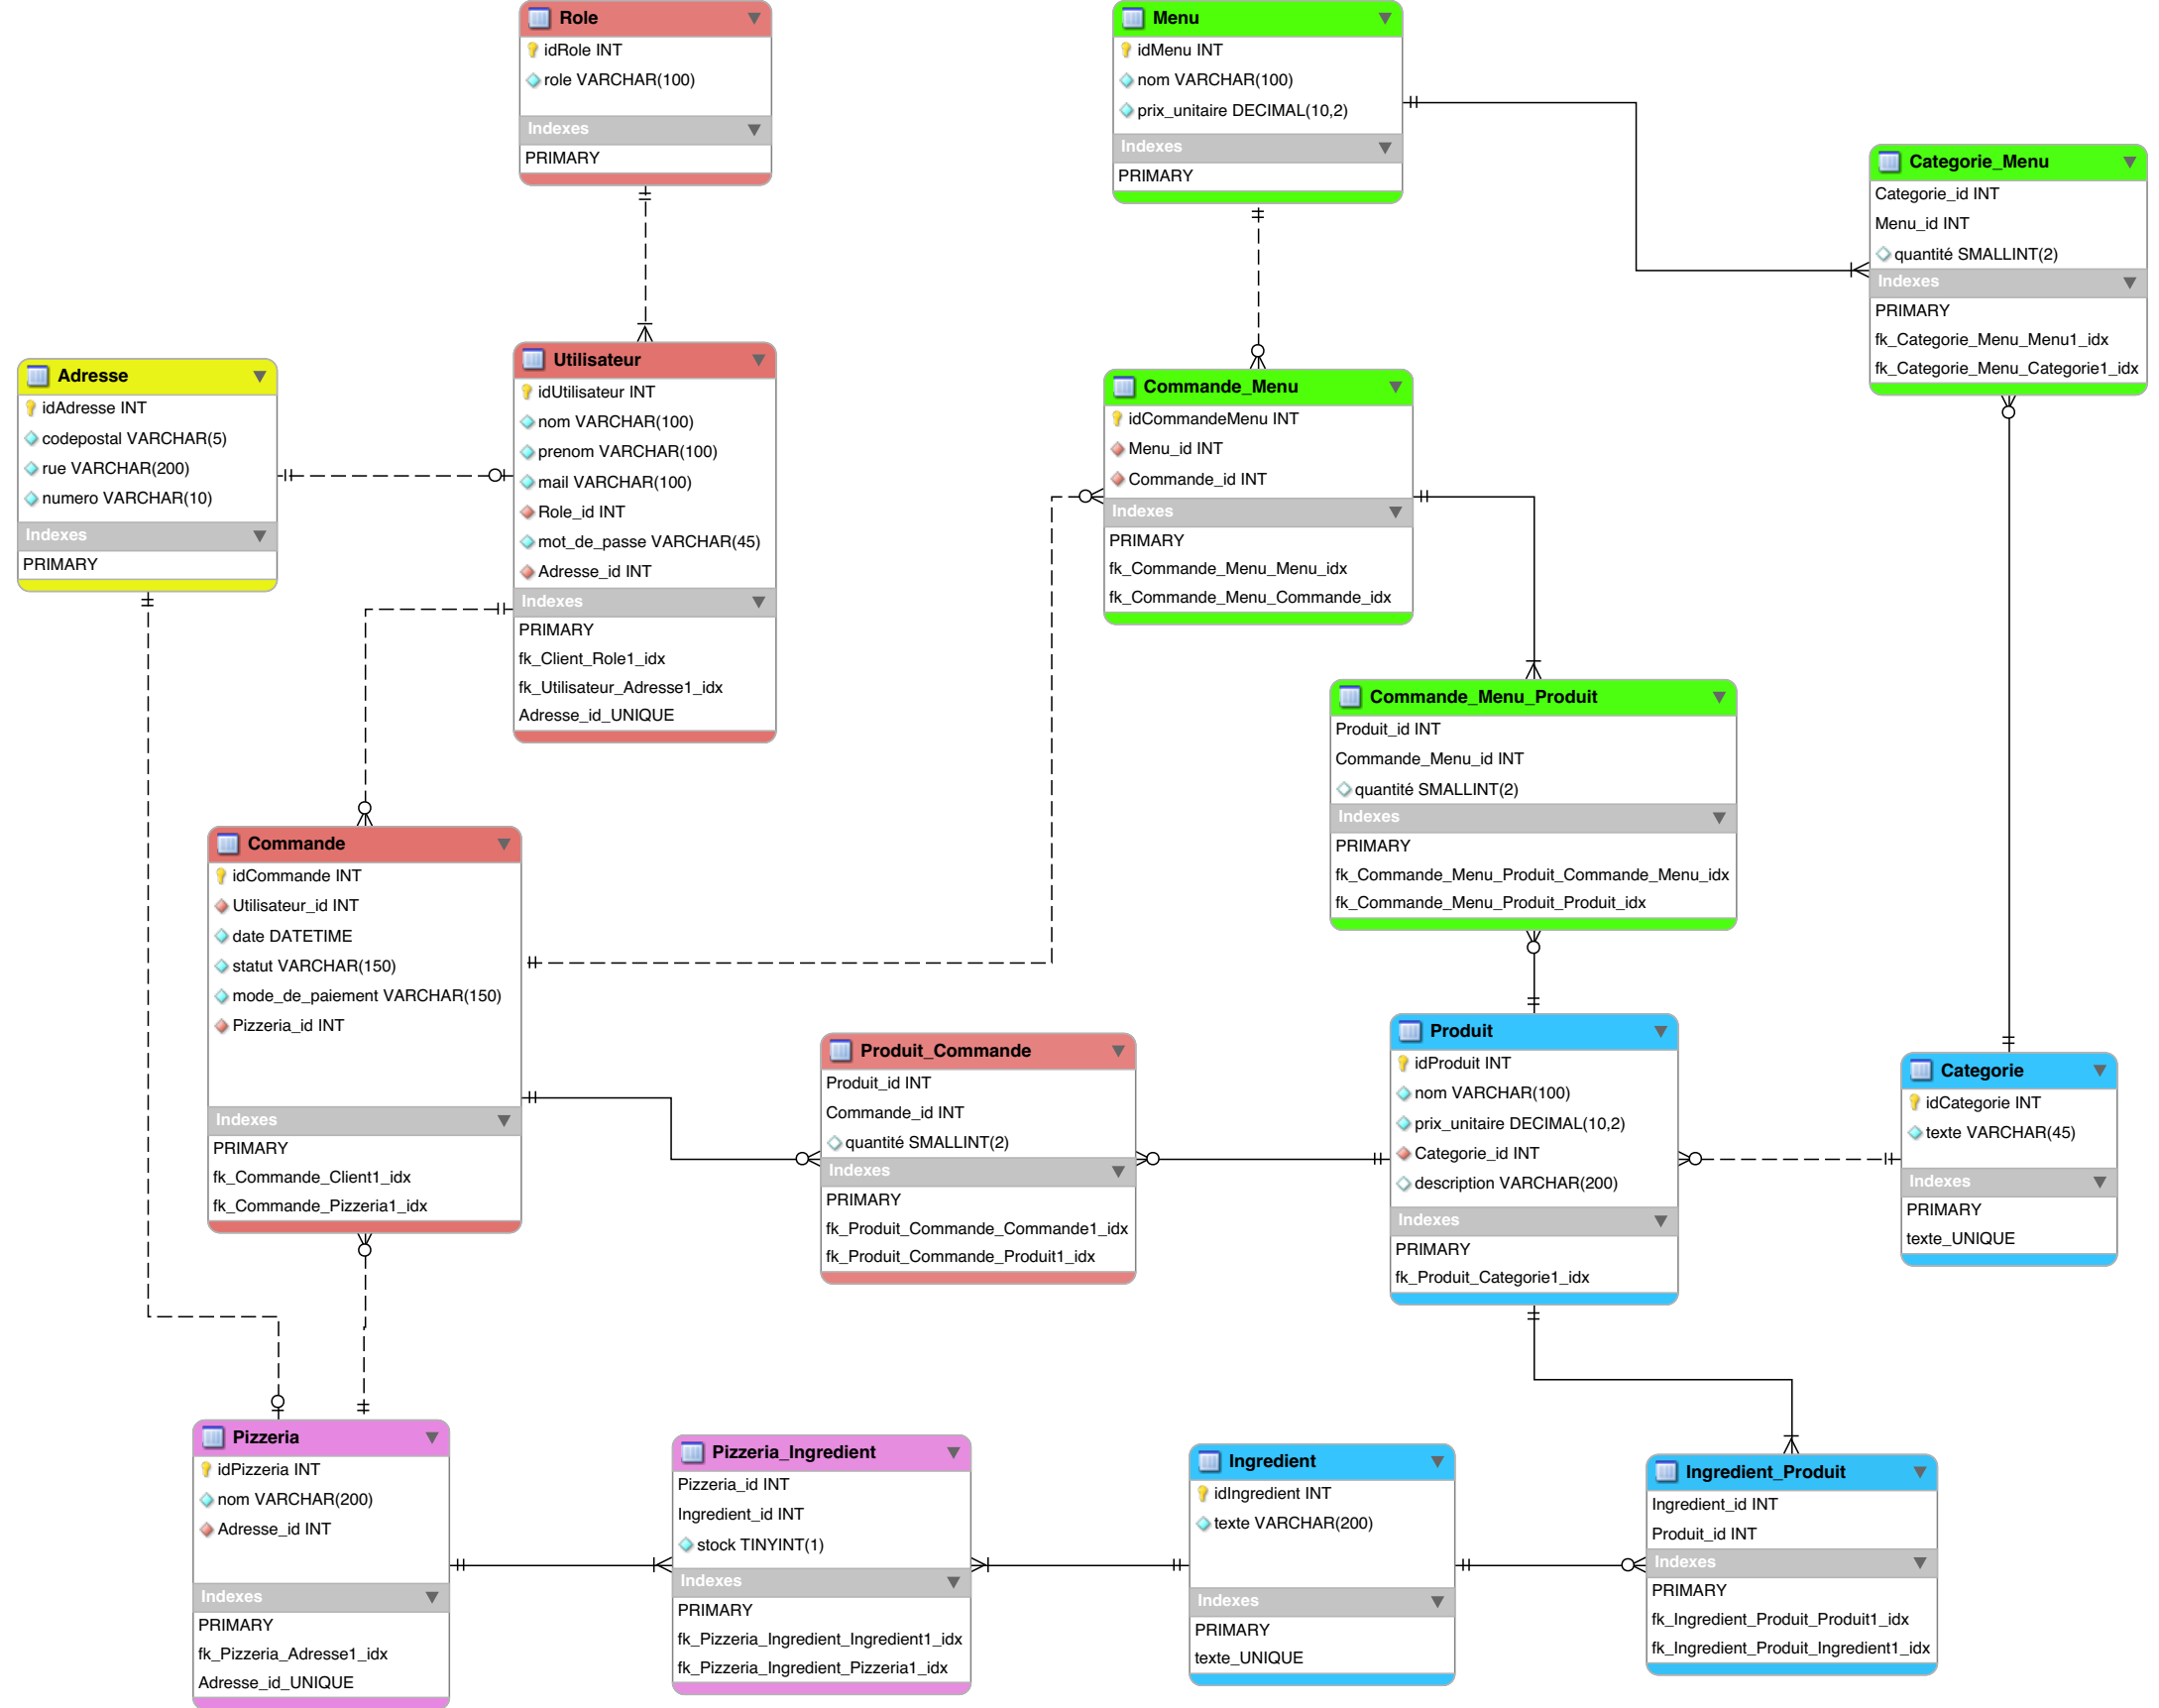 Role
idRole INT
role VARCHAR(100)
Indexes
PRIMARY
Menu
idMenu INT
nom VARCHAR(100)
prix_unitaire DECIMAL(10,2)
Indexes
PRIMARY
Categorie_Menu
Categorie_id INT
Menu_id INT
quantité SMALLINT(2)
Indexes
PRIMARY
fk_Categorie_Menu_Menu1_idx
fk_Categorie_Menu_Categorie1_idx
Adresse
idAdresse INT
codepostal VARCHAR(5)
rue VARCHAR(200)
numero VARCHAR(10)
Indexes
PRIMARY
Utilisateur
idUtilisateur INT
nom VARCHAR(100)
prenom VARCHAR(100)
mail VARCHAR(100)
Role_id INT
mot_de_passe VARCHAR(45)
Adresse_id INT
Indexes
PRIMARY
fk_Client_Role1_idx
fk_Utilisateur_Adresse1_idx
Adresse_id_UNIQUE
Commande_Menu
idCommandeMenu INT
Menu_id INT
Commande_id INT
Indexes
PRIMARY
fk_Commande_Menu_Menu_idx
fk_Commande_Menu_Commande_idx
Commande_Menu_Produit
Produit_id INT
Commande_Menu_id INT
quantité SMALLINT(2)
Indexes
PRIMARY
fk_Commande_Menu_Produit_Commande_Menu_idx
fk_Commande_Menu_Produit_Produit_idx
Commande
idCommande INT
Utilisateur_id INT
date DATETIME
statut VARCHAR(150)
mode_de_paiement VARCHAR(150)
Pizzeria_id INT
Indexes
PRIMARY
fk_Commande_Client1_idx
fk_Commande_Pizzeria1_idx
Produit_Commande
Produit_id INT
Commande_id INT
quantité SMALLINT(2)
Indexes
PRIMARY
fk_Produit_Commande_Commande1_idx
fk_Produit_Commande_Produit1_idx
Produit
idProduit INT
nom VARCHAR(100)
prix_unitaire DECIMAL(10,2)
Categorie_id INT
description VARCHAR(200)
Indexes
PRIMARY
fk_Produit_Categorie1_idx
Categorie
idCategorie INT
texte VARCHAR(45)
Indexes
PRIMARY
texte_UNIQUE
Pizzeria
idPizzeria INT
nom VARCHAR(200)
Adresse_id INT
Indexes
PRIMARY
fk_Pizzeria_Adresse1_idx
Adresse_id_UNIQUE
Pizzeria_Ingredient
Pizzeria_id INT
Ingredient_id INT
stock TINYINT(1)
Indexes
PRIMARY
fk_Pizzeria_Ingredient_Ingredient1_idx
fk_Pizzeria_Ingredient_Pizzeria1_idx
Ingredient
idIngredient INT
texte VARCHAR(200)
Indexes
PRIMARY
texte_UNIQUE
Ingredient_Produit
Ingredient_id INT
Produit_id INT
Indexes
PRIMARY
fk_Ingredient_Produit_Produit1_idx
fk_Ingredient_Produit_Ingredient1_idx